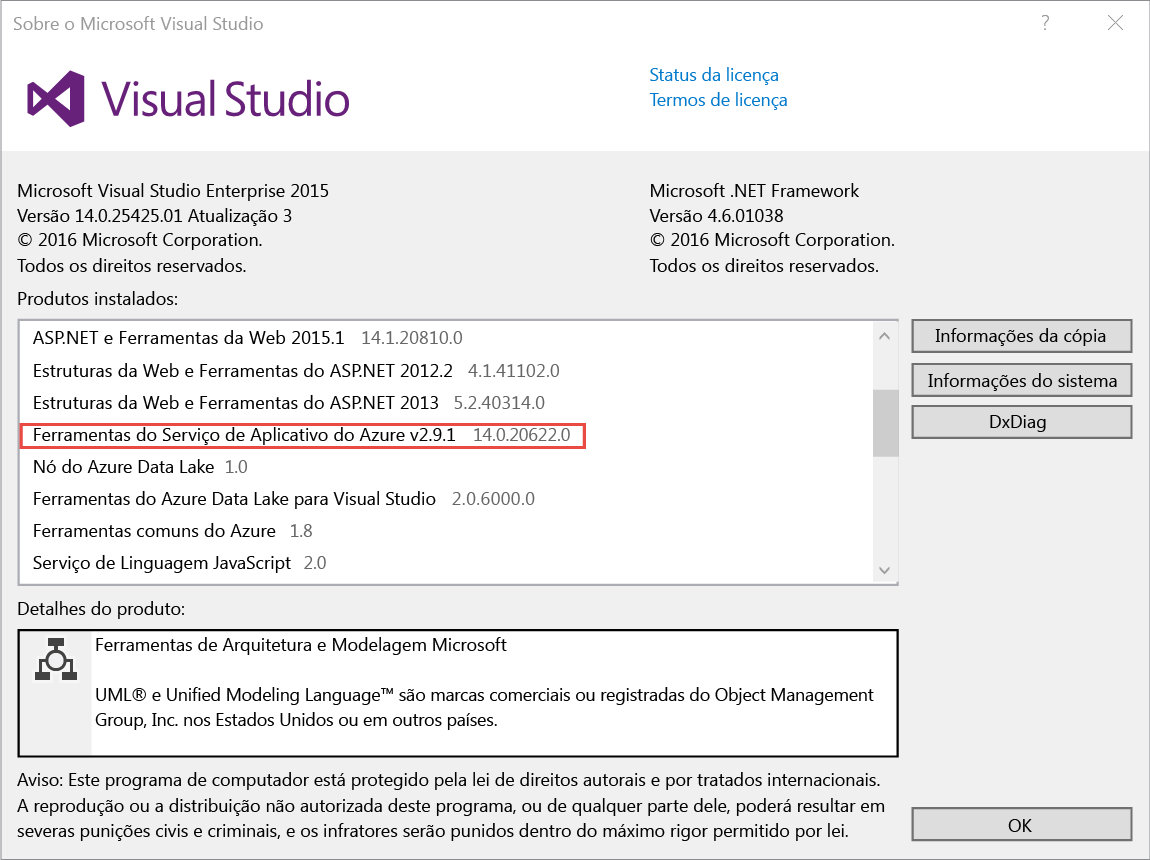 Sobre o Microsoft Visual Studio
?
Visual Studio
Status da licença
Termos de licença
Microsoft Visual Studio Enterprise 2015
Versão 14.0.25425.01 Atualização 3
© 2016 Microsoft Corporation.
Todos os direitos reservados.
Microsoft .NET Framework
Versão 4.6.01038
© 2016 Microsoft Corporation.
Todos os direitos reservados.
Produtos instalados:
ASP.NET e Ferramentas da Web 2015.1 14.1.20810.0
Estruturas da Web e Ferramentas do ASP.NET 2012.2 4.1.41102.0
Estruturas da Web e Ferramentas do ASP.NET 2013 5.2.40314.0
Ferramentas do Serviço de Aplicativo do Azure v2.9.1 14.0.20622.0
Nó do Azure Data Lake 1.0
Ferramentas do Azure Data Lake para Visual Studio 2.0.6000.0
Ferramentas comuns do Azure 1.8
Serviço de Linguagem JavaScript 2.0
Informações da cópia
Informações do sistema
DxDiag
Detalhes do produto:
Ferramentas de Arquitetura e Modelagem Microsoft
UML® e Unified Modeling Language™ são marcas comerciais ou registradas do Object Management
Group, Inc. nos Estados Unidos ou em outros países.
Aviso: Este programa de computador está protegido pela lei de direitos autorais e por tratados internacionais.
A reprodução ou a distribuição não autorizada deste programa, ou de qualquer parte dele, poderá resultar em
severas punições civis e criminais, e os infratores serão punidos dentro do máximo rigor permitido por lei.
OK